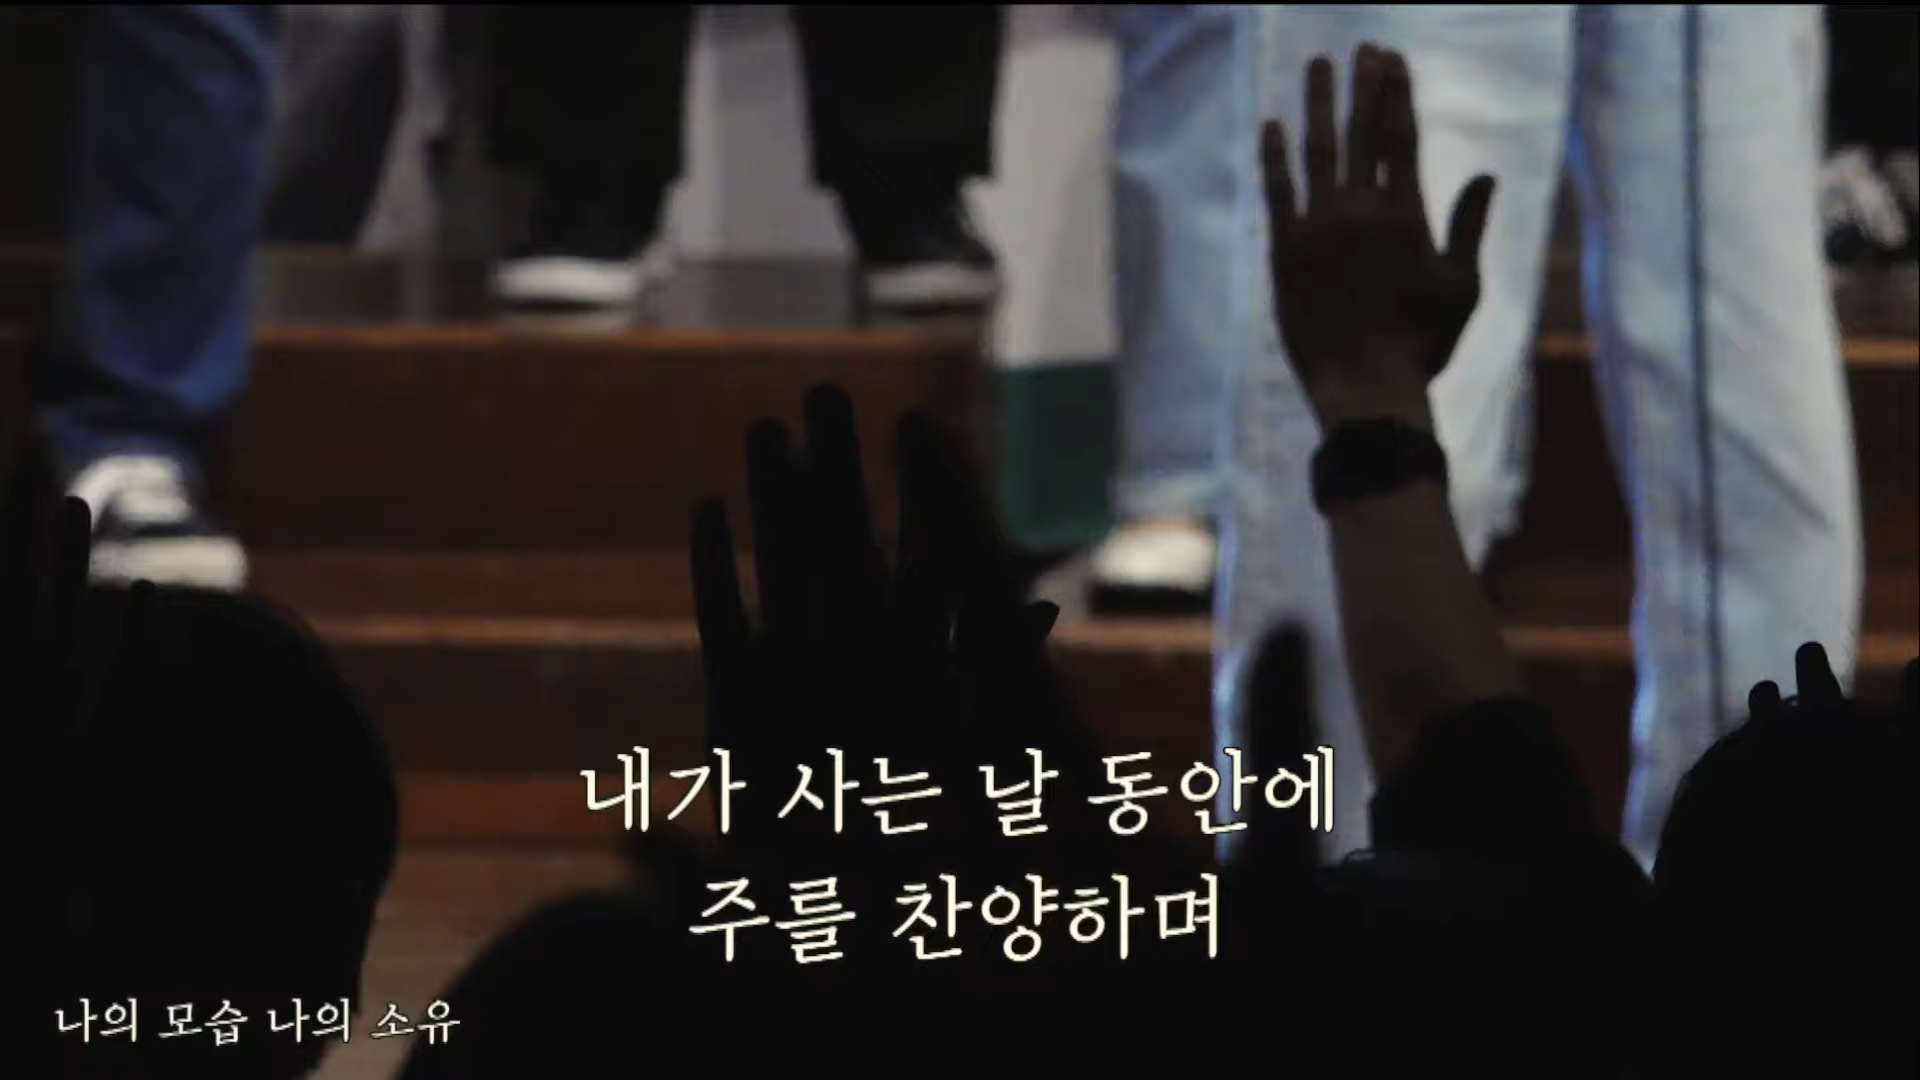 내가 사는 날 동안에
주를 찬양하며
나의 모습 나의 소유